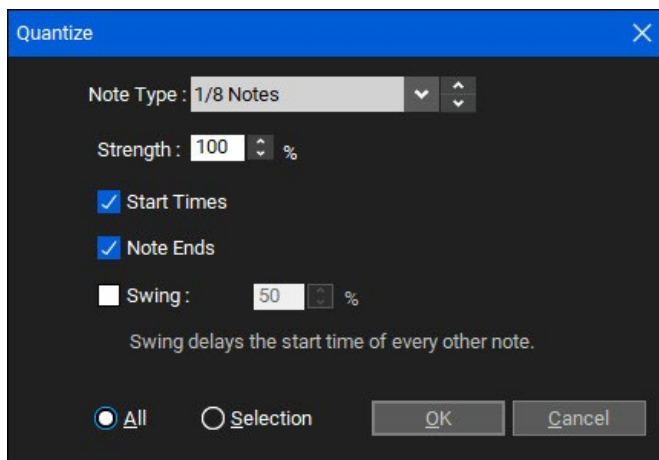 Quantize
Note Type : 1/8 Notes
Strength : 100 %
Start Times
Note Ends
Swing : 50 %
Swing delays the start time of every other note.
All Selection OK Cancel